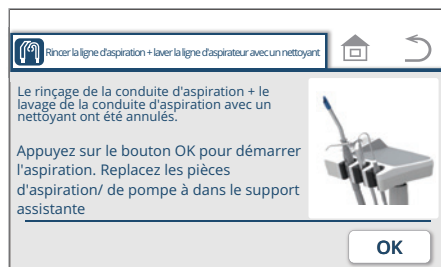 Rincer la ligne d'aspiration + laver la ligne d'aspirateur avec un nettoyant
Le rinçage de la conduite d'aspiration + le
lavage de la conduite d'aspiration avec un
nettoyant ont été annulés.
Appuyez sur le bouton OK pour démarrer
l'aspiration. Replacez les pièces
d'aspiration/ de pompe à dans le support
assistante
OK